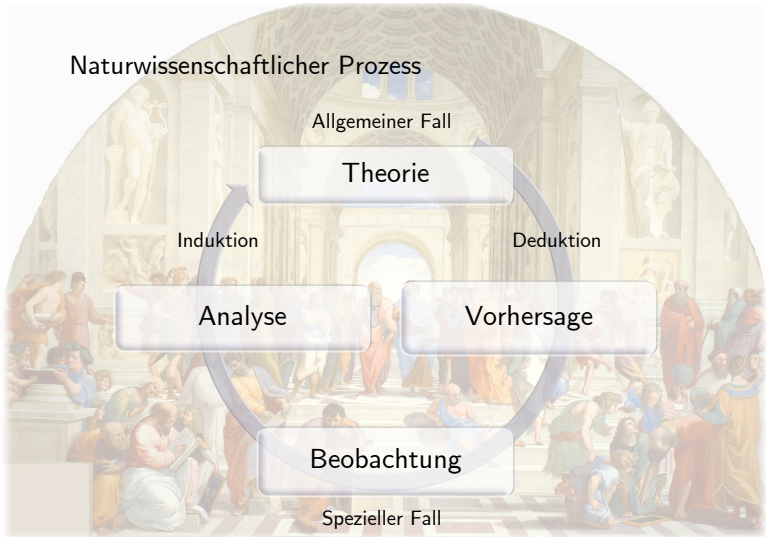 Naturwissenschaftlicher Prozess
Allgemeiner Fall
Theorie
Induktion
Deduktion
Analyse
Vorhersage
Beobachtung
Spezieller Fall